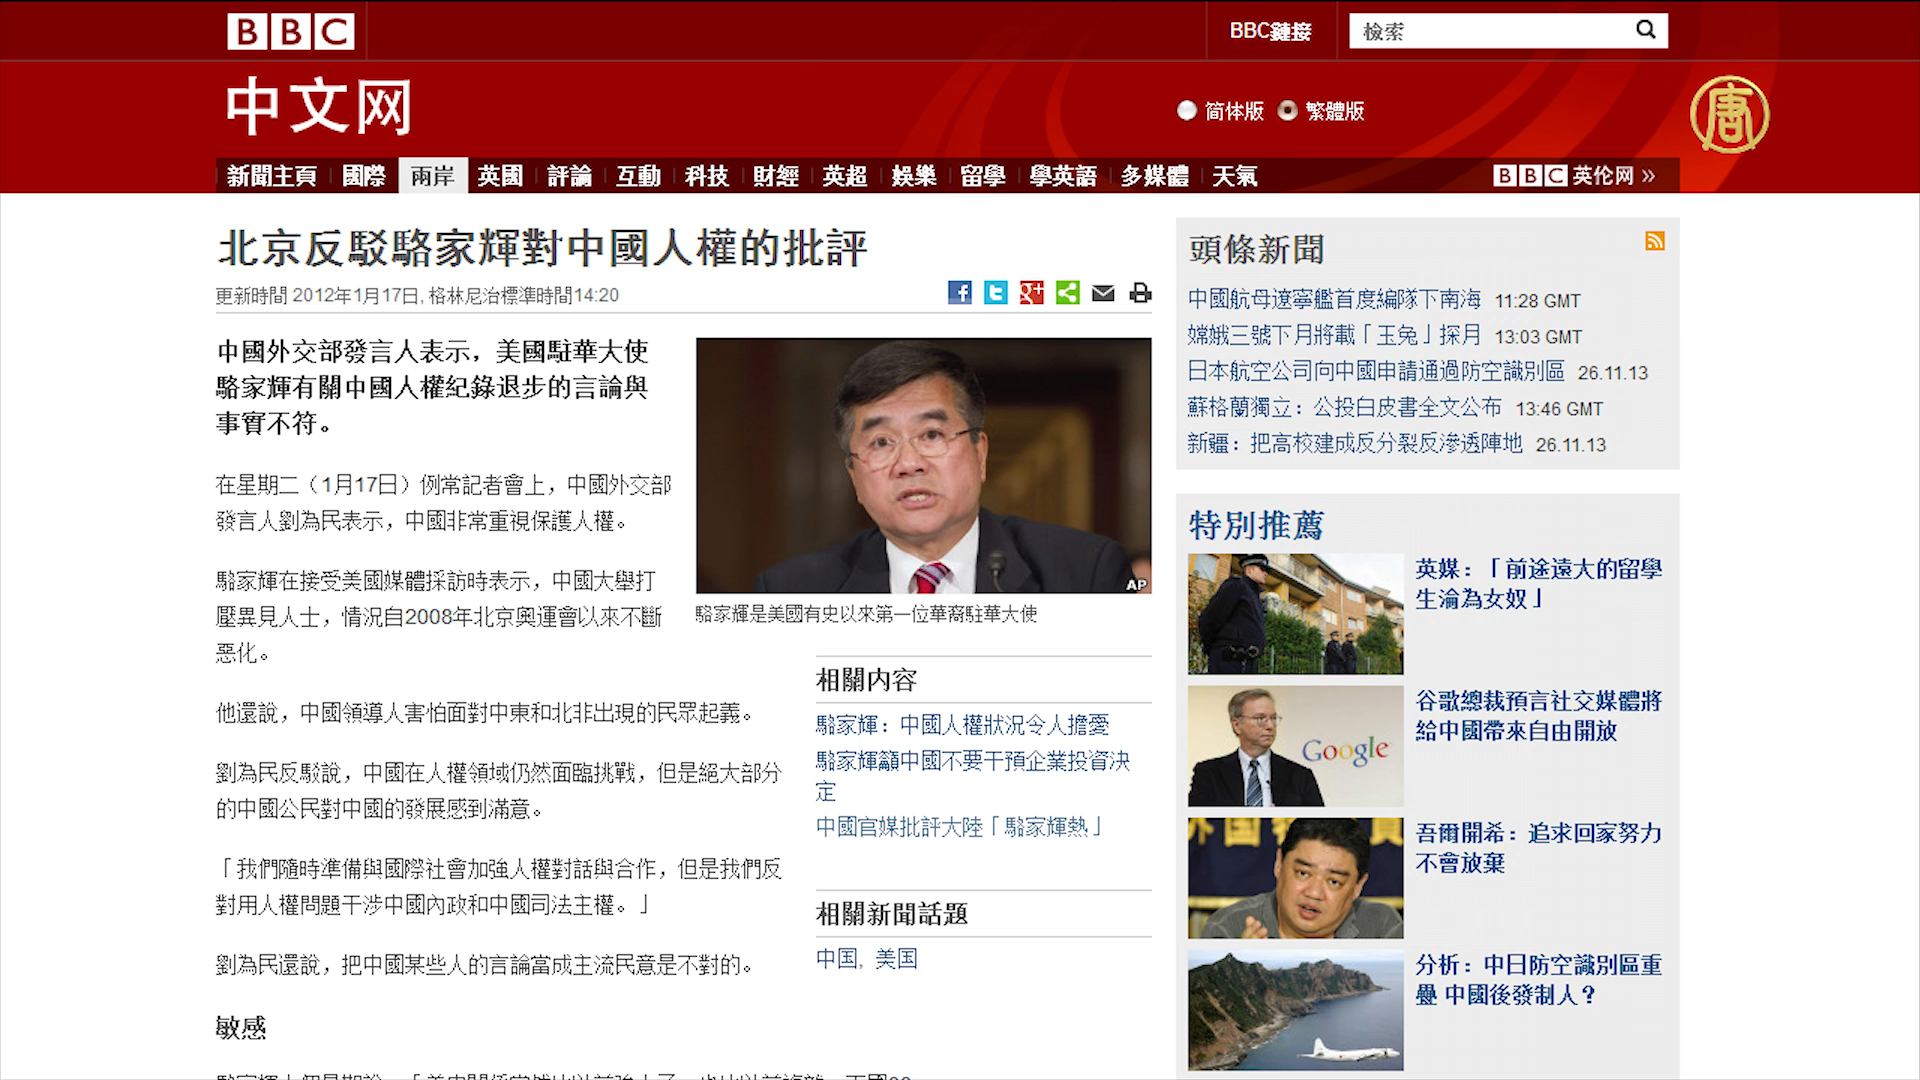 BBC
BBC鏈接
檢索
中文网
简体版
繁體版
唐
新聞主頁 國際 兩岸 英國 評論 互動 科技 財經 英超 娛樂 留學 學英語 多媒體 天氣
BBC 英伦网 »
北京反駁駱家輝對中國人權的批評
更新時間 2012年1月17日, 格林尼治標準時間14:20
中國外交部發言人表示，美國駐華大使
駱家輝有關中國人權紀錄退步的言論與
事實不符。
在星期二（1月17日）例常記者會上，中國外交部
發言人劉為民表示，中國非常重視保護人權。
駱家輝在接受美國媒體採訪時表示，中國大舉打
壓異見人士，情況自2008年北京奧運會以來不斷
惡化。
他還說，中國領導人害怕面對中東和北非出現的民眾起義。
劉為民反駁說，中國在人權領域仍然面臨挑戰，但是絕大部分
的中國公民對中國的發展感到滿意。
「我們隨時準備與國際社會加強人權對話與合作，但是我們反
對用人權問題干涉中國內政和中國司法主權。」
劉為民還說，把中國某些人的言論當成主流民意是不對的。
敏感
AP
駱家輝是美國有史以來第一位華裔駐華大使
相關內容
駱家輝：中國人權狀況令人擔憂
駱家輝籲中國不要干預企業投資決
定
中國官媒批評大陸「駱家輝熱」
相關新聞話題
中国, 美国
頭條新聞
中國航母遼寧艦首度編隊下南海 11:28 GMT
嫦娥三號下月將載「玉兔」探月 13:03 GMT
日本航空公司向中國申請通過防空識別區 26.11.13
蘇格蘭獨立：公投白皮書全文公布 13:46 GMT
新疆：把高校建成反分裂反滲透陣地 26.11.13
特別推薦
英媒：「前途遠大的留學
生淪為女奴」
Google
谷歌總裁預言社交媒體將
給中國帶來自由開放
吾爾開希：追求回家努力
不會放棄
分析：中日防空識別區重
疊 中國後發制人？